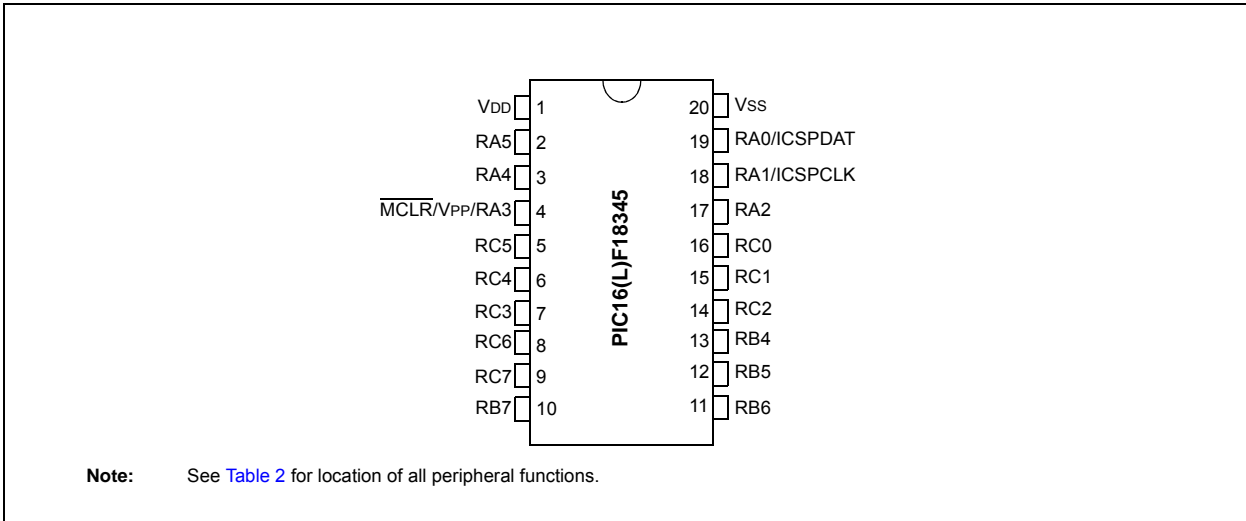 VDD 1 20 VSS
RA5 2 19 RA0/ICSPDAT
RA4 3 18 RA1/ICSPCLK
MCLR/VPP/RA3 4 17 RA2
RC5 5 16 RC0
RC4 6 15 RC1
RC3 7 14 RC2
RC6 8 13 RB4
RC7 9 12 RB5
RB7 10 11 RB6
PIC16(L)F18345
Note: See Table 2 for location of all peripheral functions.